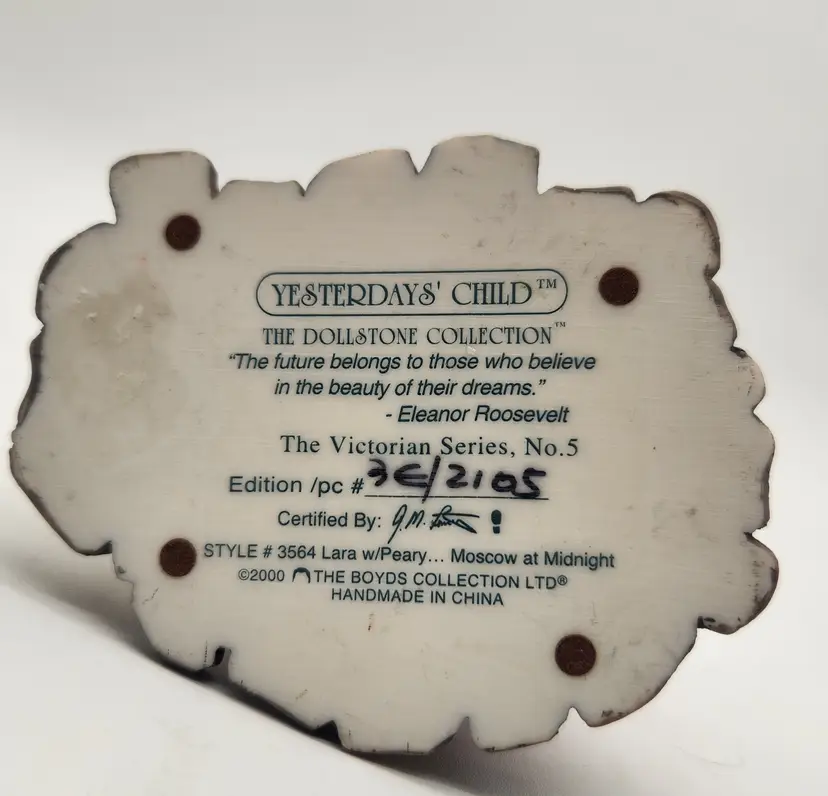 YESTERDAYS' CHILD™
THE DOLLSTONE COLLECTION™
“The future belongs to those who believe
in the beauty of their dreams.”
- Eleanor Roosevelt
The Victorian Series, No.5
Edition /pc # 3E/2105
Certified By:
STYLE # 3564 Lara w/Peary... Moscow at Midnight
©2000 THE BOYDS COLLECTION LTD®
HANDMADE IN CHINA